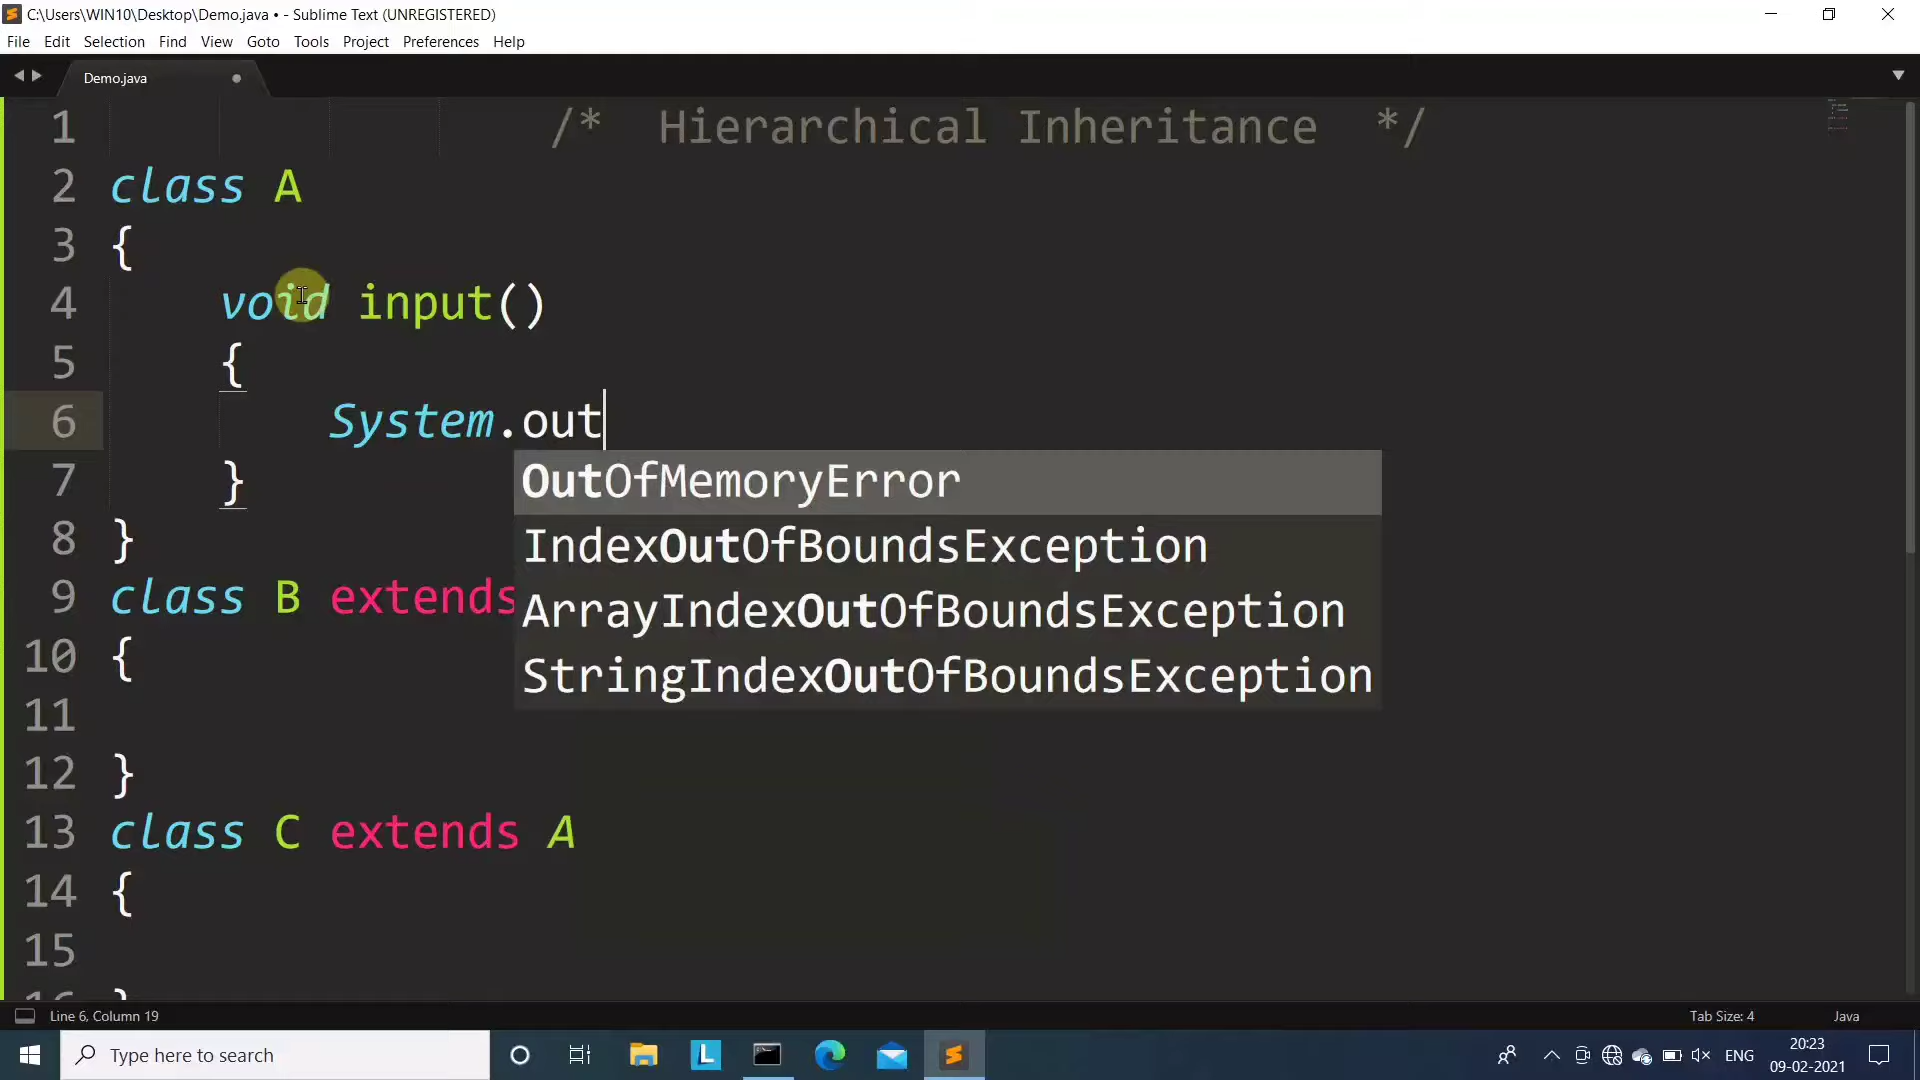 C:\Users\WIN10\Desktop\Demo.java • - Sublime Text (UNREGISTERED)
File Edit Selection Find View Goto Tools Project Preferences Help
Demo.java
1 /* Hierarchical Inheritance */
2 class A
3 {
4 void input()
5 {
6 System.out
OutOfMemoryError
7 }
IndexOutOfBoundsException
8 }
9 class B extends
ArrayIndexOutOfBoundsException
10 {
StringIndexOutOfBoundsException
11
12 }
13 class C extends A
14 {
15
16 }
Line 6, Column 19
Tab Size: 4
Java
Type here to search
L
ENG
20:23
09-02-2021